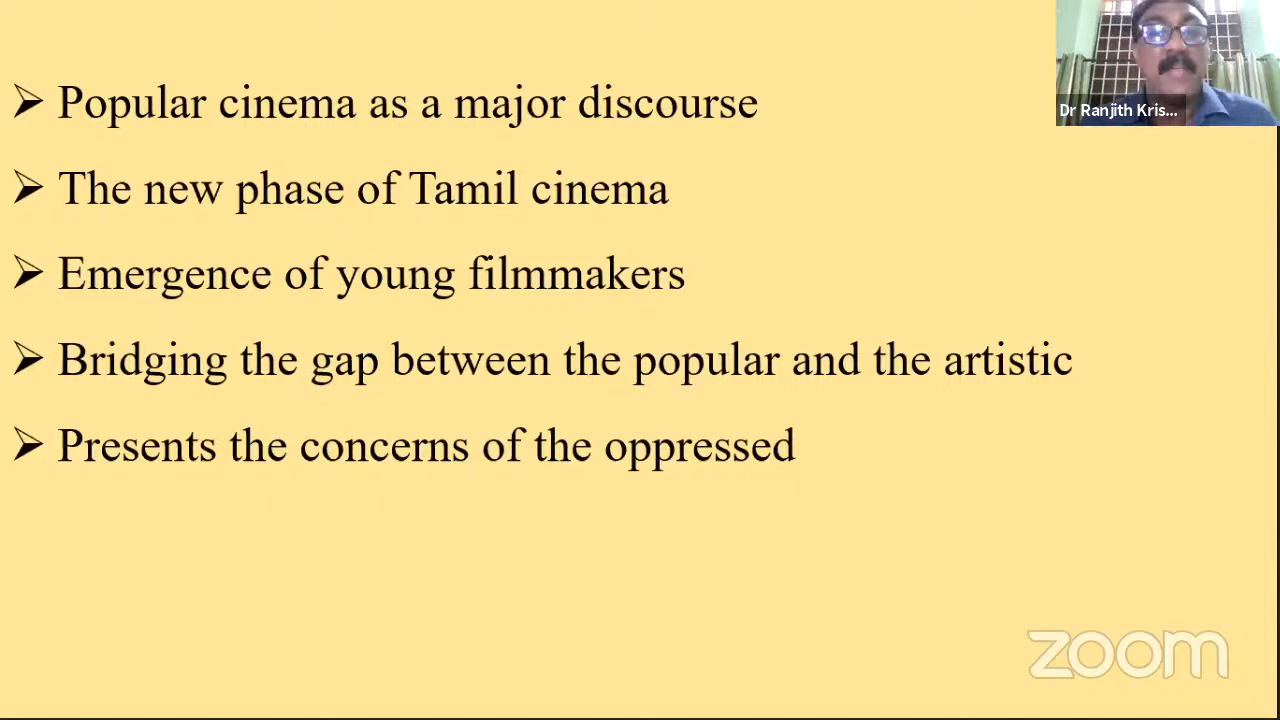 ➢ Popular cinema as a major discourse
Dr Ranjith Kris...
➢ The new phase of Tamil cinema
➢ Emergence of young filmmakers
➢ Bridging the gap between the popular and the artistic
➢ Presents the concerns of the oppressed
zoom